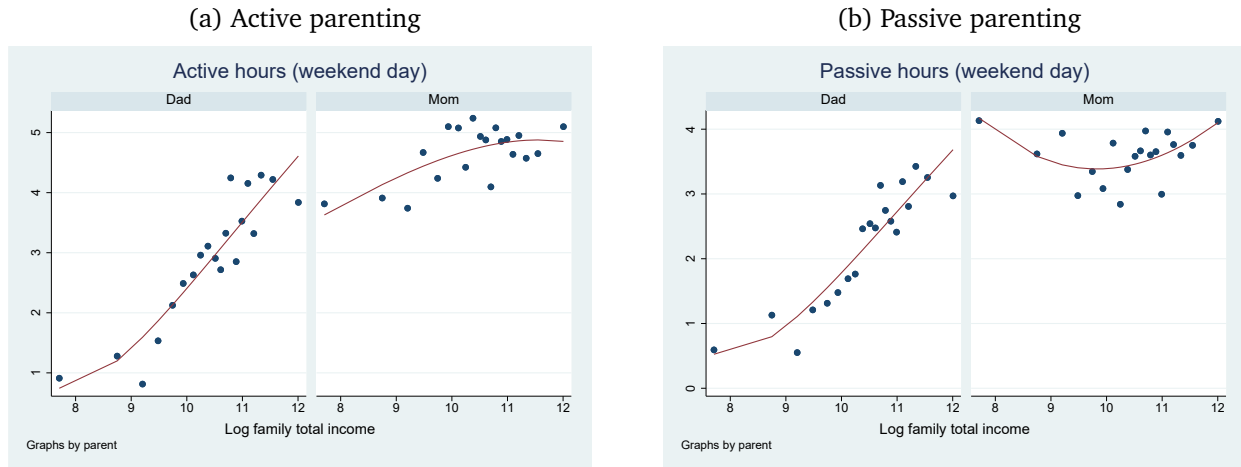 (a) Active parenting
Active hours (weekend day)
Dad
Mom
5
4
3
2
1
8 9 10 11 12 8 9 10 11 12
Log family total income
Graphs by parent
(b) Passive parenting
Passive hours (weekend day)
Dad
Mom
4
3
2
1
0
8 9 10 11 12 8 9 10 11 12
Log family total income
Graphs by parent